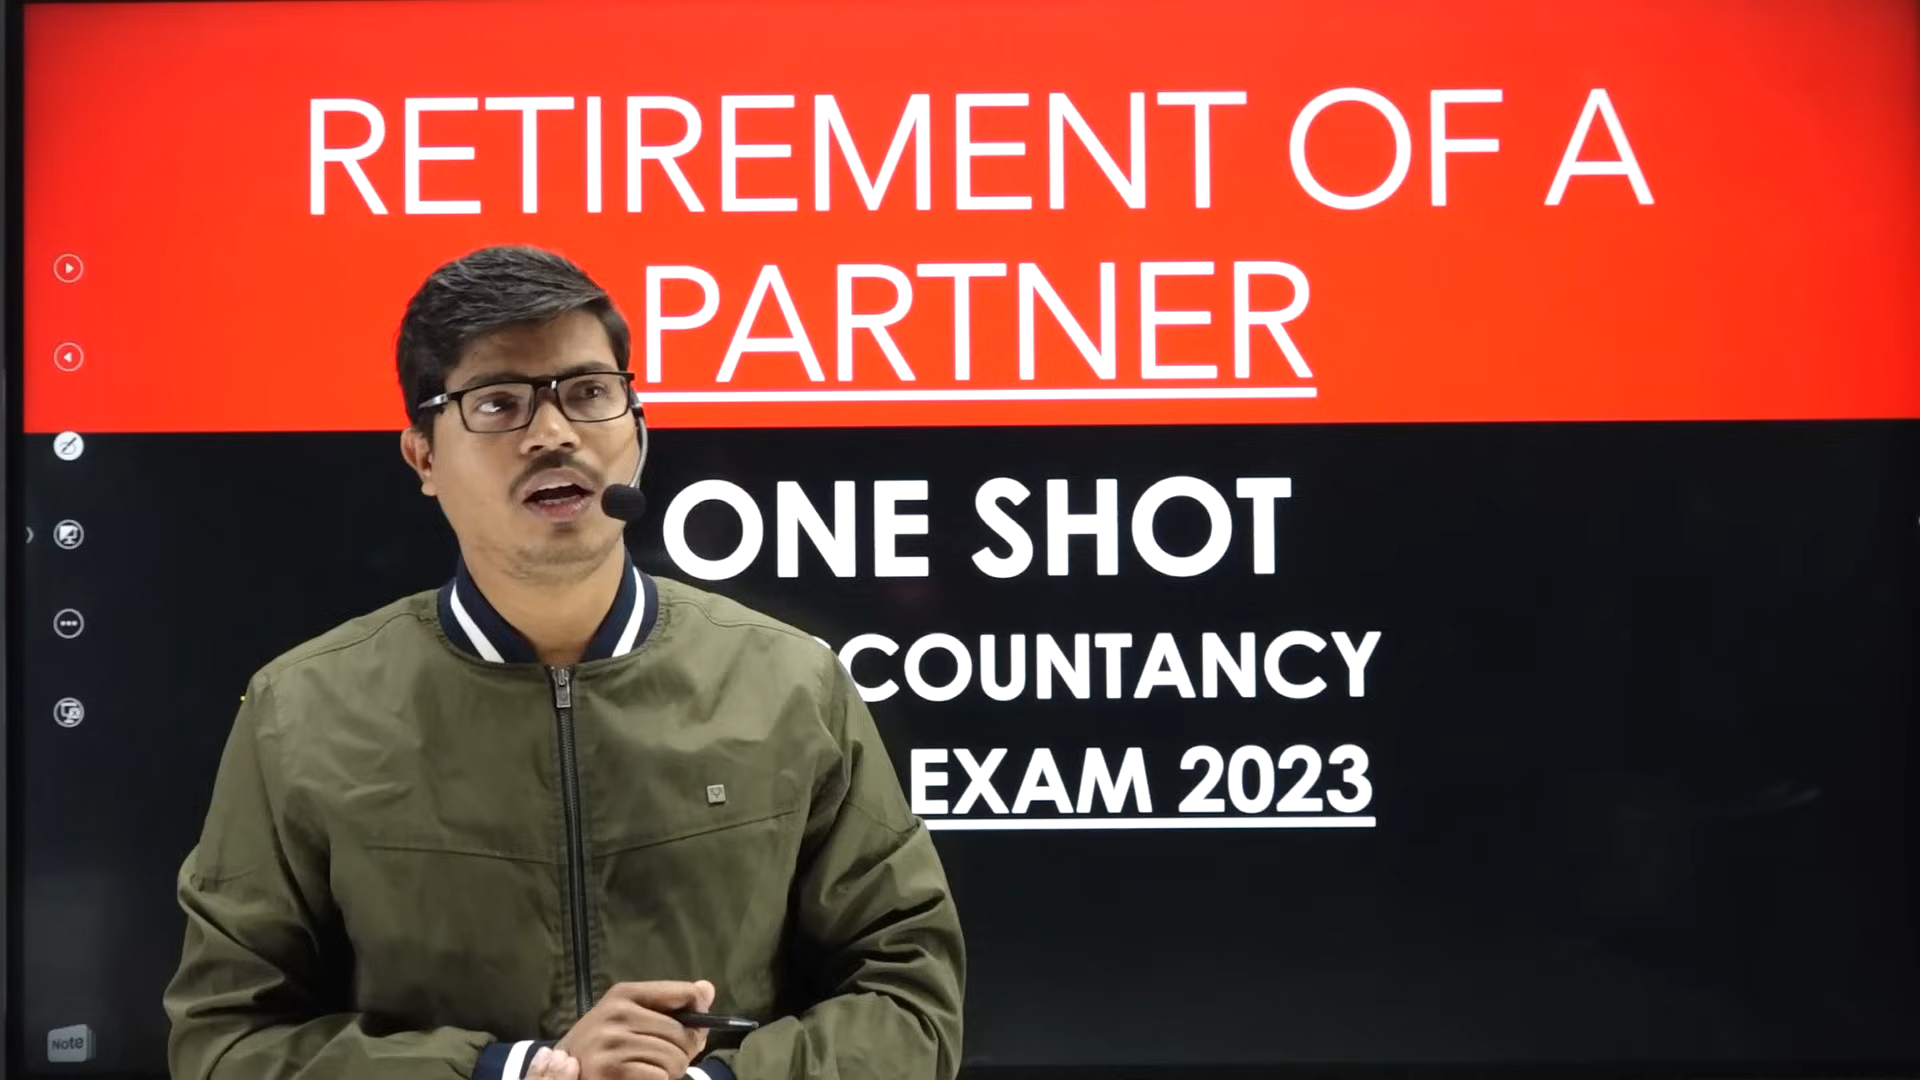 RETIREMENT OF A
PARTNER
ONE SHOT
COUNTANCY
EXAM 2023
Note